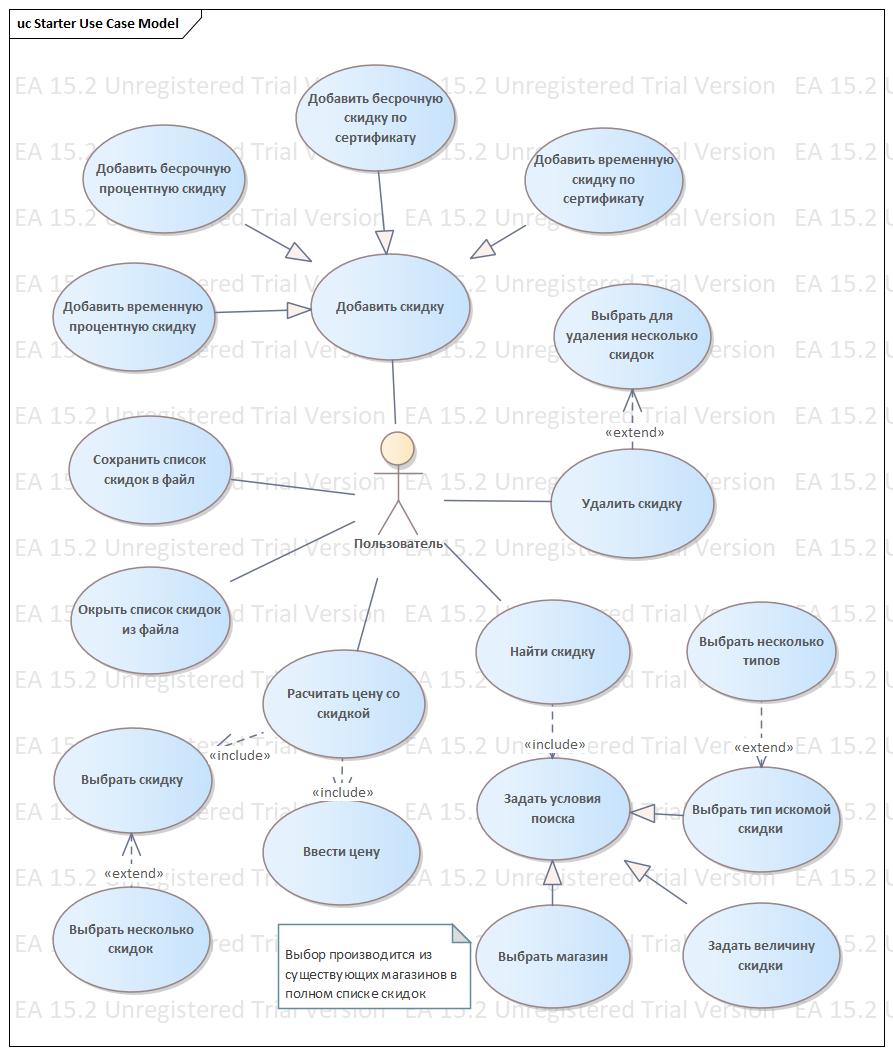 uc Starter Use Case Model
EA 15.2 Unregistered Trial Version
Добавить бесрочную
скидку по
сертификату
Добавить бесрочную
процентную скидку
Добавить временную
скидку по
сертификату
Добавить временную
процентную скидку
Добавить скидку
Выбрать для
удаления несколько
скидок
«extend»
Сохранить список
скидок в файл
Удалить скидку
Пользователь
Окрыть список скидок
из файла
Найти скидку
Выбрать несколько
типов
Расчитать цену со
скидкой
«include»
«include»
«extend»
Выбрать скидку
«include»
Задать условия
поиска
Выбрать тип искомой
скидки
Ввести цену
«extend»
Выбрать несколько
скидок
Выбор производится из
существующих магазинов в
полном списке скидок
Выбрать магазин
Задать величину
скидки